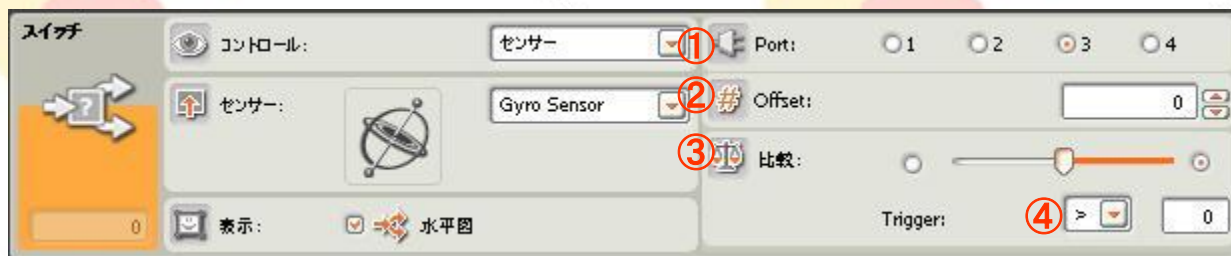 スイッチ
0
コントロール:
センサー
センサー:
Gyro Sensor
表示:
水平図
① Port:
1 2 3 4
② Offset:
0
③ 比較:
Trigger:
④ >
0